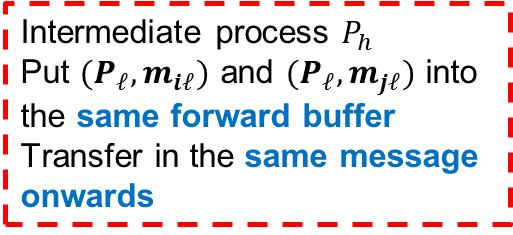 Intermediate process Pₕ
Put (Pℓ, miℓ) and (Pℓ, mjℓ) into
the same forward buffer
Transfer in the same message
onwards